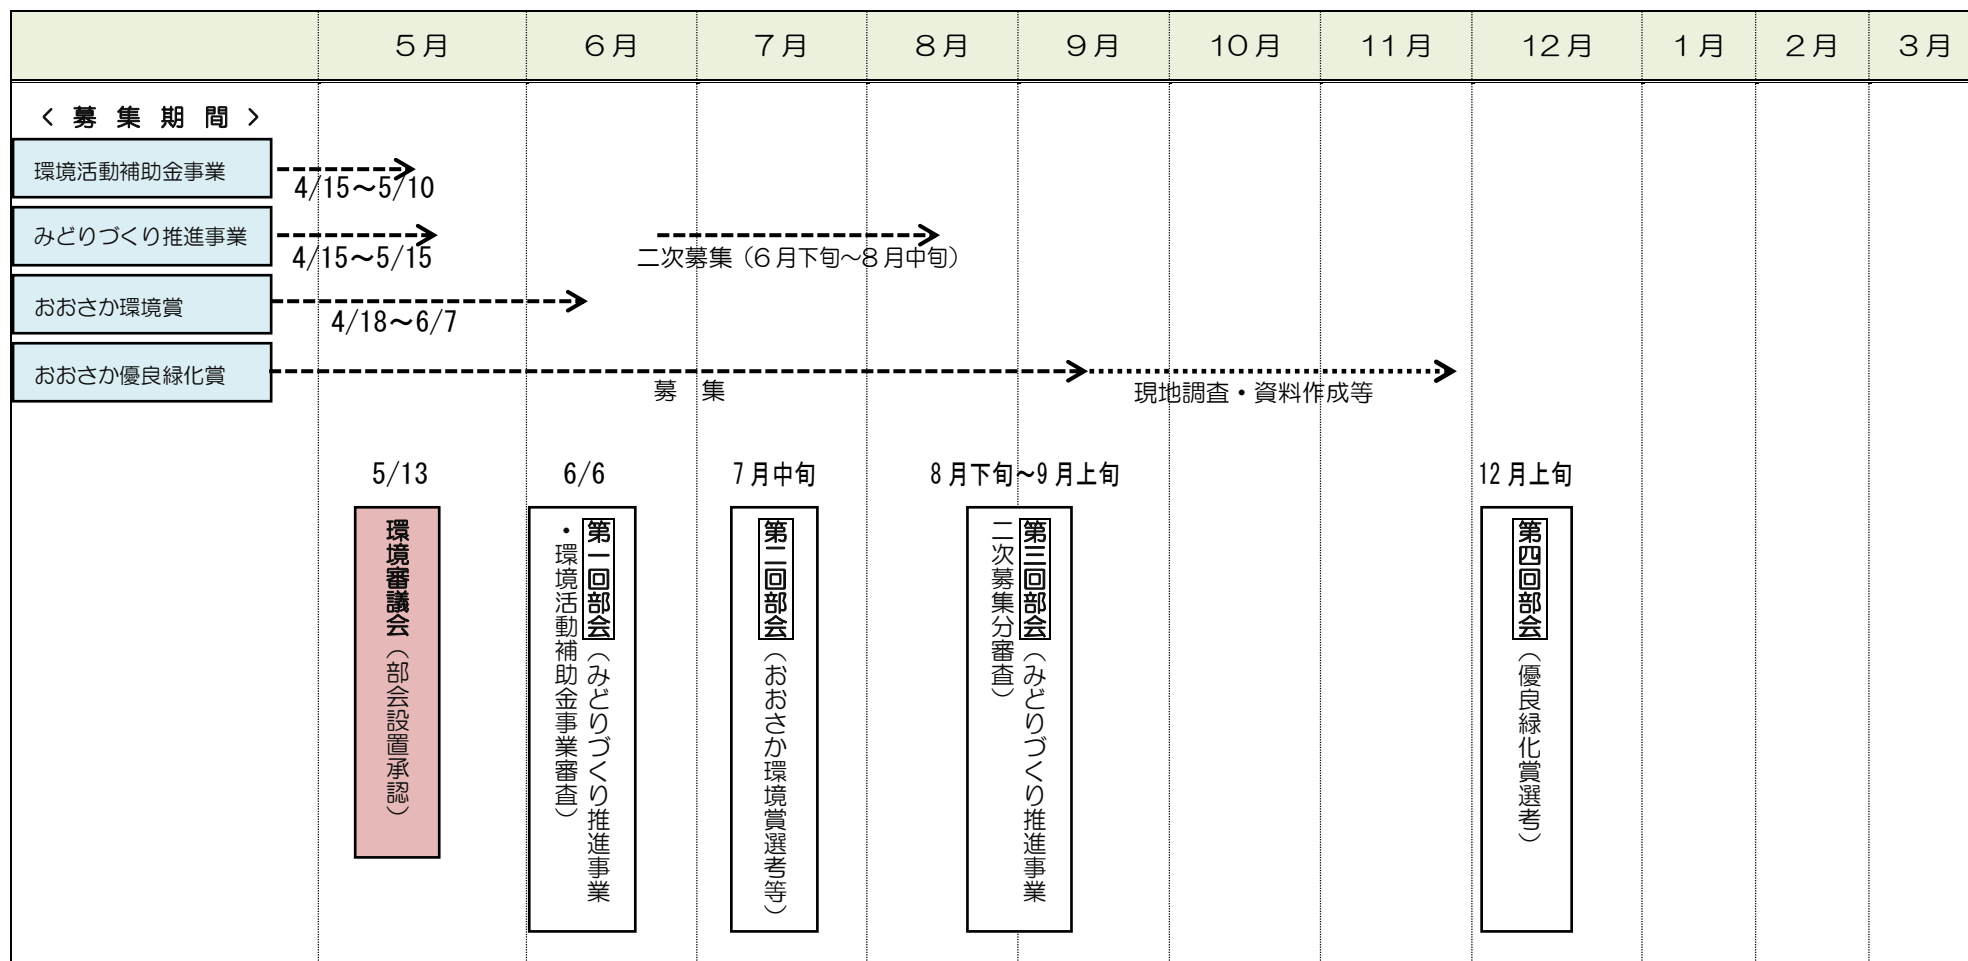 ５月 ６月 ７月 ８月 ９月 10月 11月 12月 １月 ２月 ３月
＜募集期間＞
環境活動補助金事業
4/15～5/10
みどりづくり推進事業
4/15～5/15
二次募集（６月下旬～８月中旬）
おおさか環境賞
4/18～6/7
おおさか優良緑化賞
募　集
現地調査・資料作成等
5/13
6/6
7月中旬
8月下旬～9月上旬
12月上旬
環境審議会（部会設置承認）
第一回部会（みどりづくり推進事業
・環境活動補助金事業審査）
第二回部会（おおさか環境賞選考等）
第三回部会（みどりづくり推進事業
二次募集分審査）
第四回部会（優良緑化賞選考）